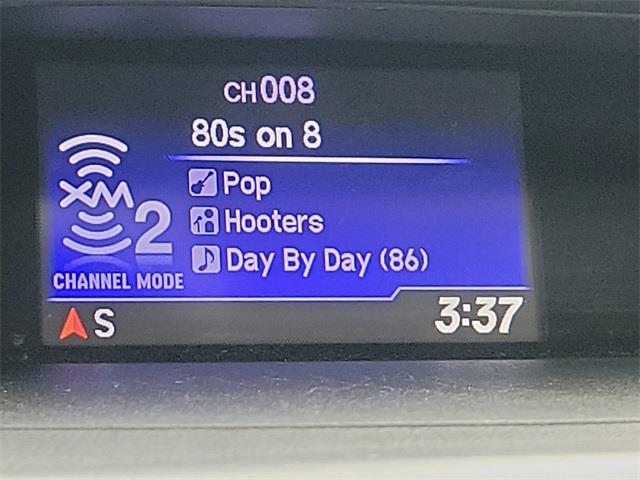 CH008
80s on 8
XM
2
Pop
Hooters
Day By Day (86)
CHANNEL MODE
S
3:37